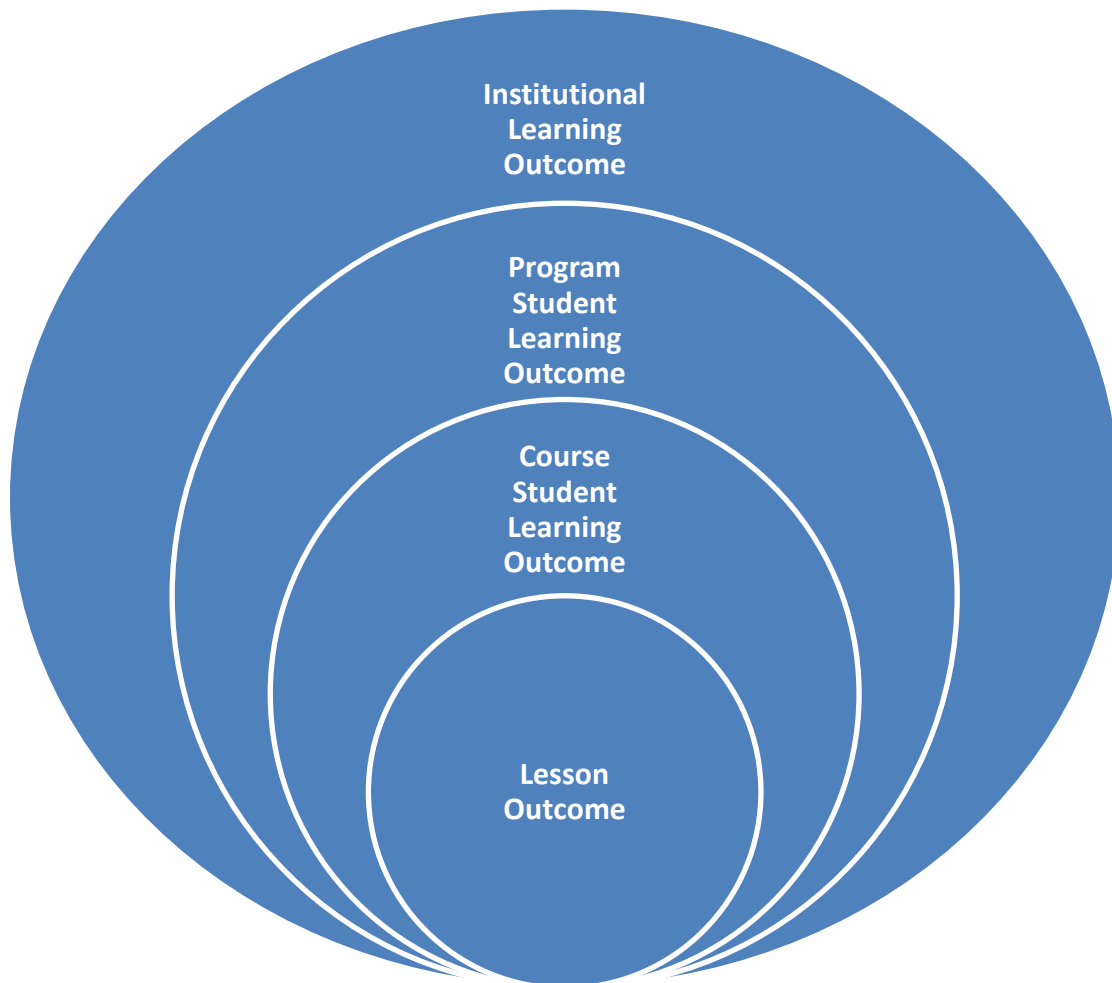 Institutional
Learning
Outcome
Program
Student
Learning
Outcome
Course
Student
Learning
Outcome
Lesson
Outcome